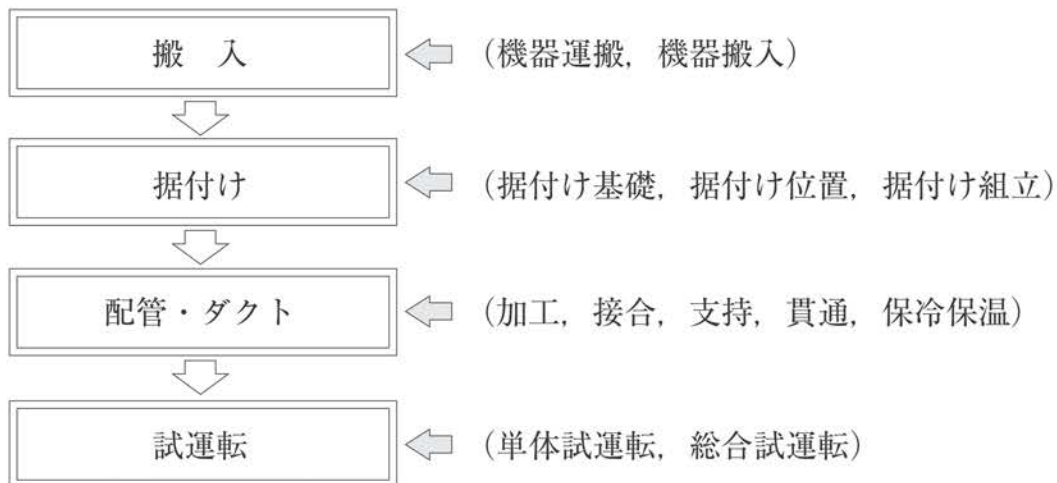 搬　入
（機器運搬，機器搬入）
据付け
（据付け基礎，据付け位置，据付け組立）
配管・ダクト
（加工，接合，支持，貫通，保冷保温）
試運転
（単体試運転，総合試運転）